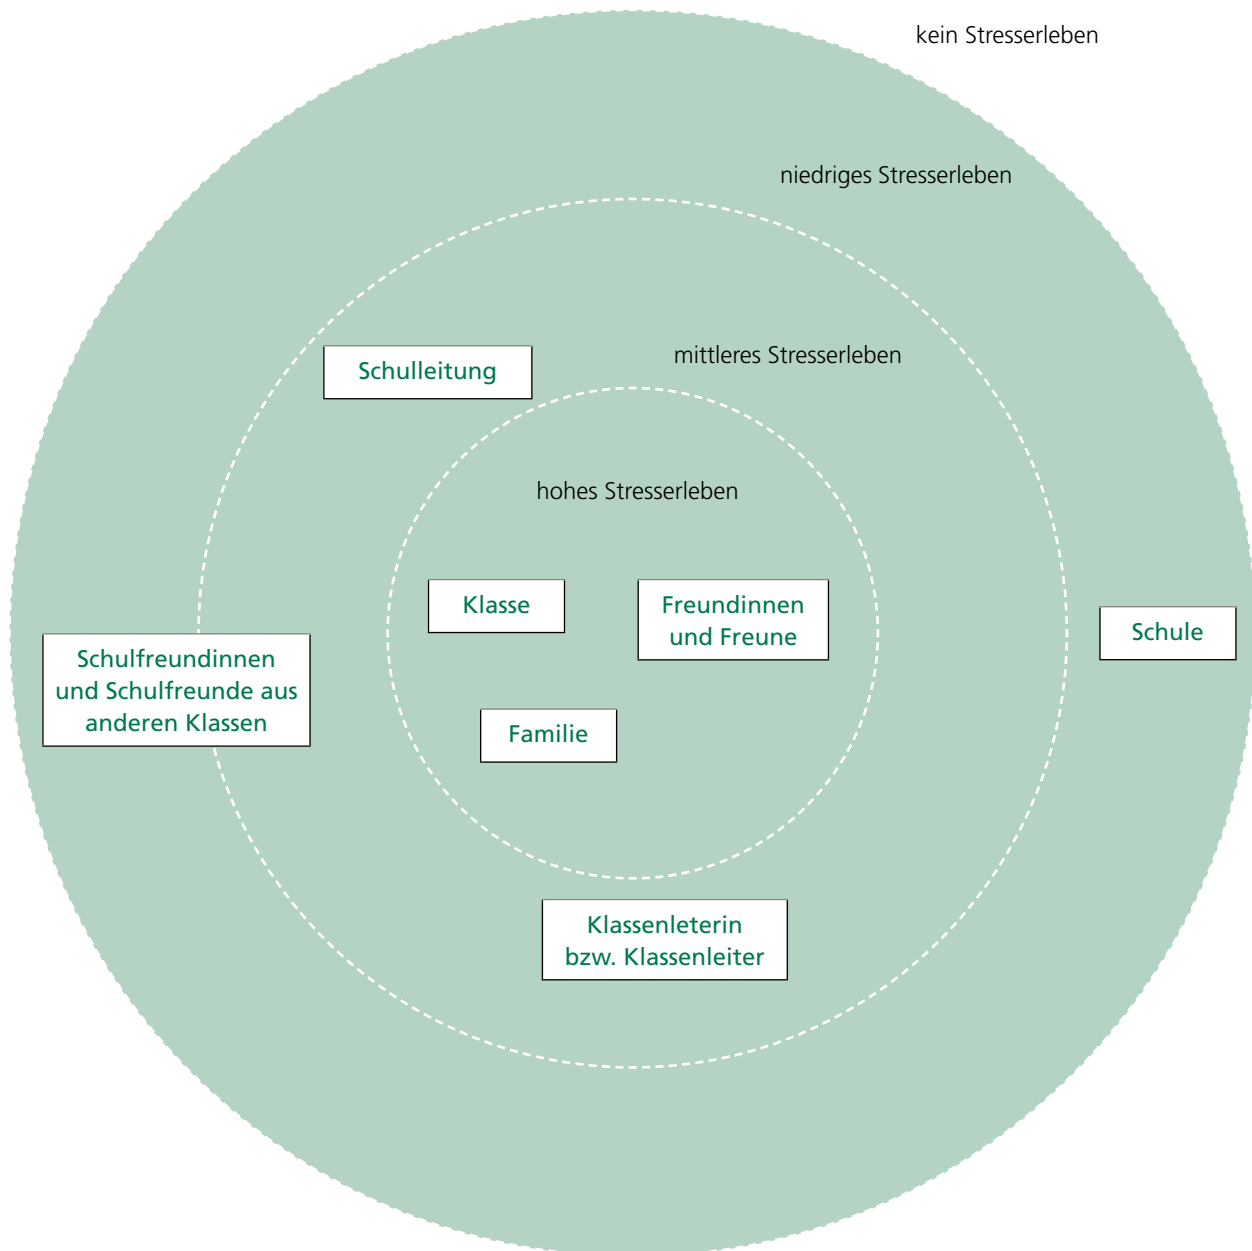 kein Stresserleben
niedriges Stresserleben
mittleres Stresserleben
Schulleitung
hohes Stresserleben
Klasse
Freundinnen
und Freune
Schule
Schulfreundinnen
und Schulfreunde aus
anderen Klassen
Familie
Klassenleterin
bzw. Klassenleiter